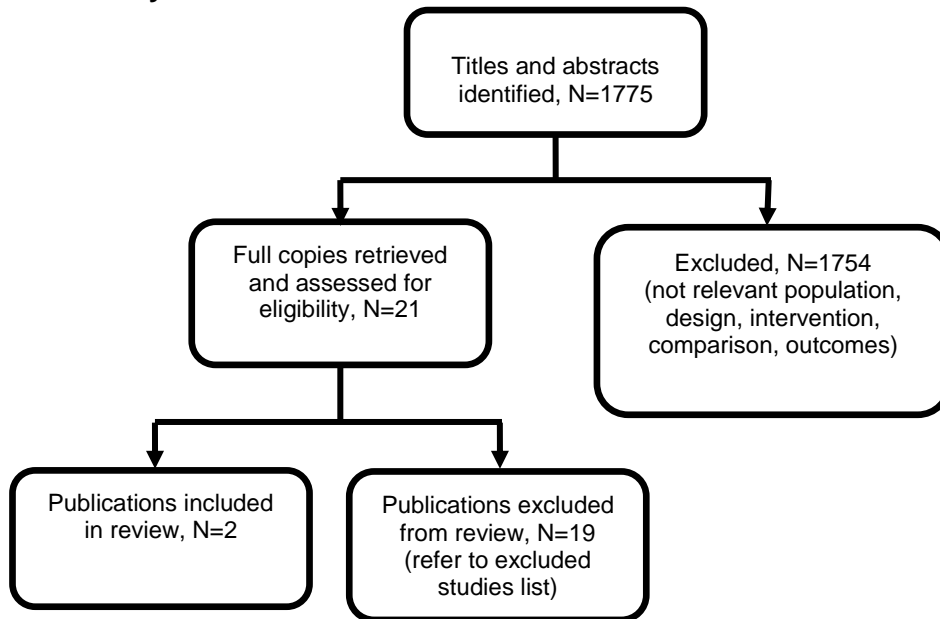 Titles and abstracts
identified, N=1775
Full copies retrieved
and assessed for
eligibility, N=21
Excluded, N=1754
(not relevant population,
design, intervention,
comparison, outcomes)
Publications included
in review, N=2
Publications excluded
from review, N=19
(refer to excluded
studies list)